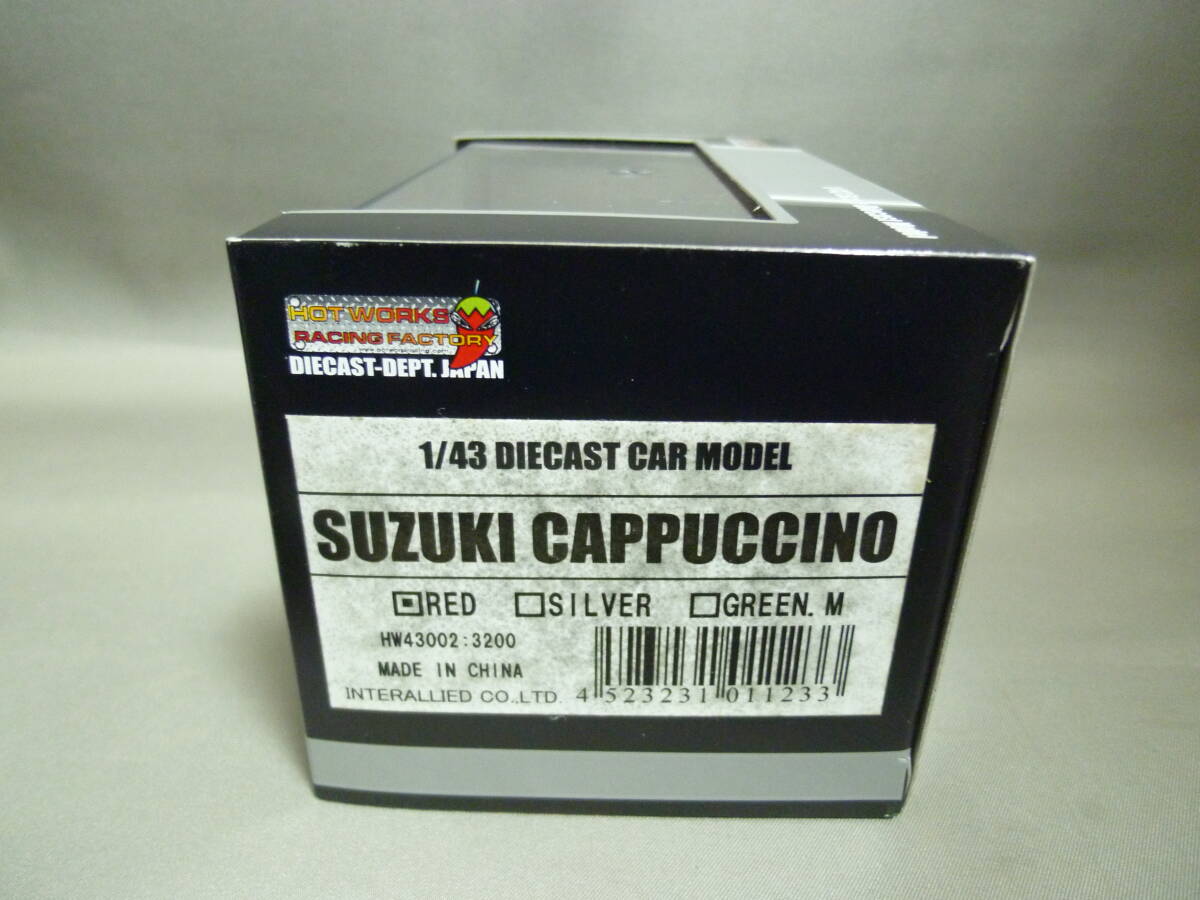 HOT WORKS
RACING FACTORY
DIECAST-DEPT. JAPAN
1/43 DIECAST CAR MODEL
SUZUKI CAPPUCCINO
RED SILVER GREEN. M
HW43002:3200
MADE IN CHINA
INTERALLIED CO.,LTD. 4 523231 011233